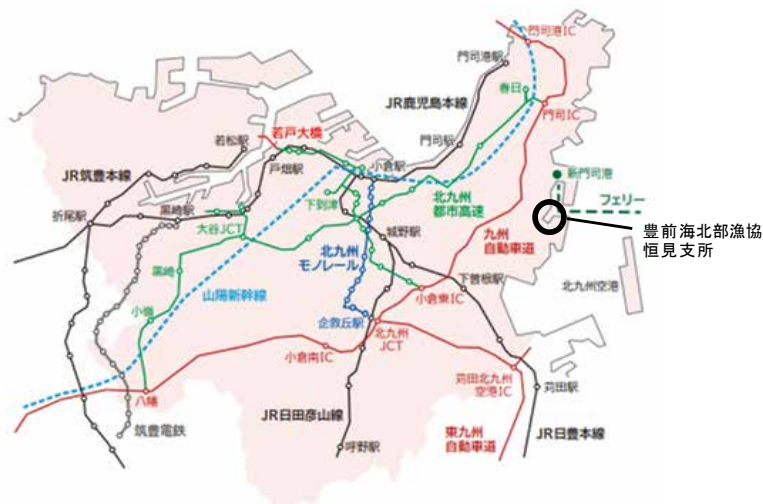 門司港IC
門司港駅
春日
JR鹿児島本線
門司IC
若松駅
若戸大橋
門司駅
JR筑豊本線
戸畑駅
小倉駅
新門司港
下到津
北九州
都市高速
フェリー
折尾駅
黒崎駅
大谷JCT
城野駅
九州
自動車道
豊前海北部漁協
恒見支所
北九州
モノレール
黒崎
下曽根駅
北九州空港
山陽新幹線
小倉東IC
小嶺
企救丘駅
北九州
JCT
小倉南IC
苅田北九州
空港IC
苅田駅
八幡
JR日田彦山線
筑豊電鉄
呼野駅
東九州
自動車道
JR日豊本線